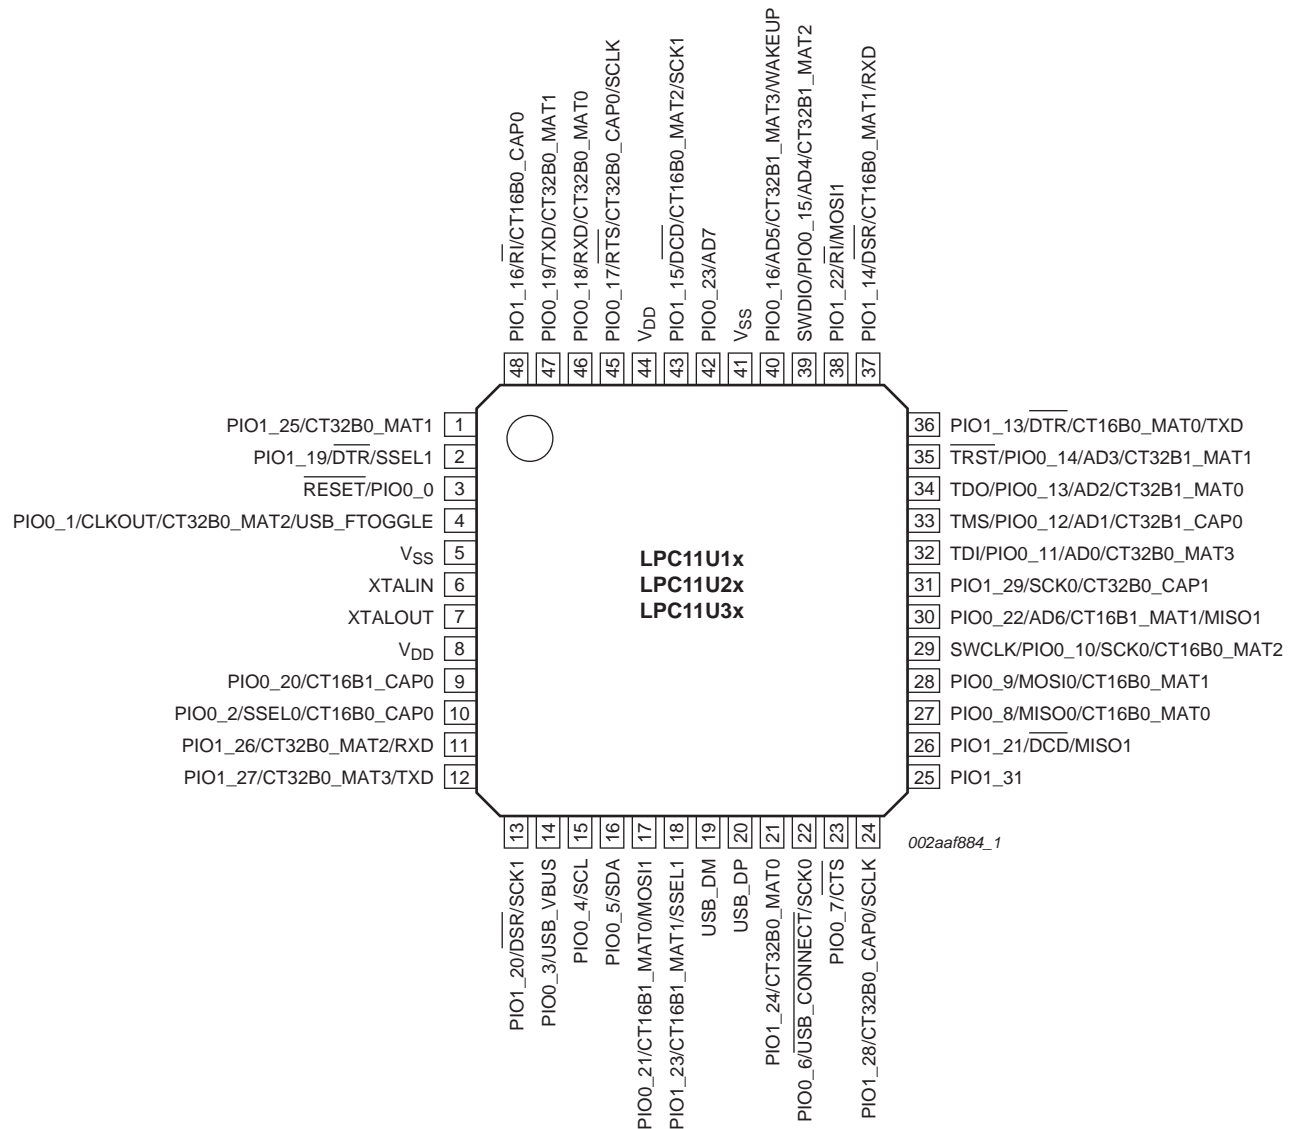 PIO1_16/RI/CT16B0_CAP0
PIO0_19/TXD/CT32B0_MAT1
PIO0_18/RXD/CT32B0_MAT0
PIO0_17/RTS/CT32B0_CAP0/SCLK
VDD
PIO1_15/DCD/CT16B0_MAT2/SCK1
PIO0_23/AD7
VSS
PIO0_16/AD5/CT32B1_MAT3/WAKEUP
SWDIO/PIO0_15/AD4/CT32B1_MAT2
PIO1_22/RI/MOSI1
PIO1_14/DSR/CT16B0_MAT1/RXD
48
47
46
45
44
43
42
41
40
39
38
37
PIO1_25/CT32B0_MAT1 1
PIO1_19/DTR/SSEL1 2
RESET/PIO0_0 3
PIO0_1/CLKOUT/CT32B0_MAT2/USB_FTOGGLE 4
VSS 5
XTALIN 6
XTALOUT 7
VDD 8
PIO0_20/CT16B1_CAP0 9
PIO0_2/SSEL0/CT16B0_CAP0 10
PIO1_26/CT32B0_MAT2/RXD 11
PIO1_27/CT32B0_MAT3/TXD 12
LPC11U1x
LPC11U2x
LPC11U3x
36 PIO1_13/DTR/CT16B0_MAT0/TXD
35 TRST/PIO0_14/AD3/CT32B1_MAT1
34 TDO/PIO0_13/AD2/CT32B1_MAT0
33 TMS/PIO0_12/AD1/CT32B1_CAP0
32 TDI/PIO0_11/AD0/CT32B0_MAT3
31 PIO1_29/SCK0/CT32B0_CAP1
30 PIO0_22/AD6/CT16B1_MAT1/MISO1
29 SWCLK/PIO0_10/SCK0/CT16B0_MAT2
28 PIO0_9/MOSI0/CT16B0_MAT1
27 PIO0_8/MISO0/CT16B0_MAT0
26 PIO1_21/DCD/MISO1
25 PIO1_31
13
14
15
16
17
18
19
20
21
22
23
24
002aaf884_1
PIO1_20/DSR/SCK1
PIO0_3/USB_VBUS
PIO0_4/SCL
PIO0_5/SDA
PIO0_21/CT16B1_MAT0/MOSI1
PIO1_23/CT16B1_MAT1/SSEL1
USB_DM
USB_DP
PIO1_24/CT32B0_MAT0
PIO0_6/USB_CONNECT/SCK0
PIO0_7/CTS
PIO1_28/CT32B0_CAP0/SCLK